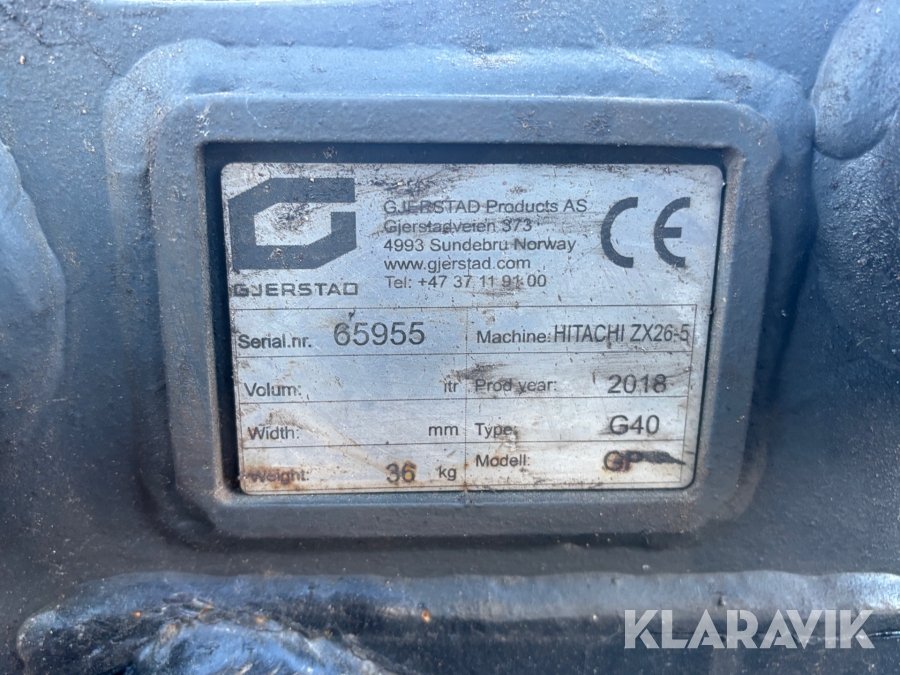 GJERSTAD Products AS
Gjerstadveien 373
4993 Sundebru Norway
www.gjerstad.com
Tel: +47 37 11 91 00
GJERSTAD
CE
Serial.nr. 65955 Machine: HITACHI ZX26-5
Volum: ltr Prod year: 2018
Width: mm Type: G40
Weight: 36 kg Modell:
KLARAVIK